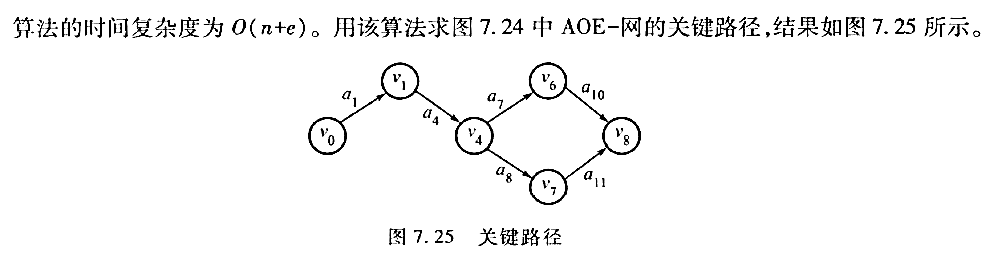 算法的时间复杂度为 O(n+e)。用该算法求图 7.24 中 AOE-网的关键路径,结果如图 7.25 所示。
v1
v6
a1
a7
a10
a4
v0
v4
v8
a8
a11
v7
图 7.25 关键路径